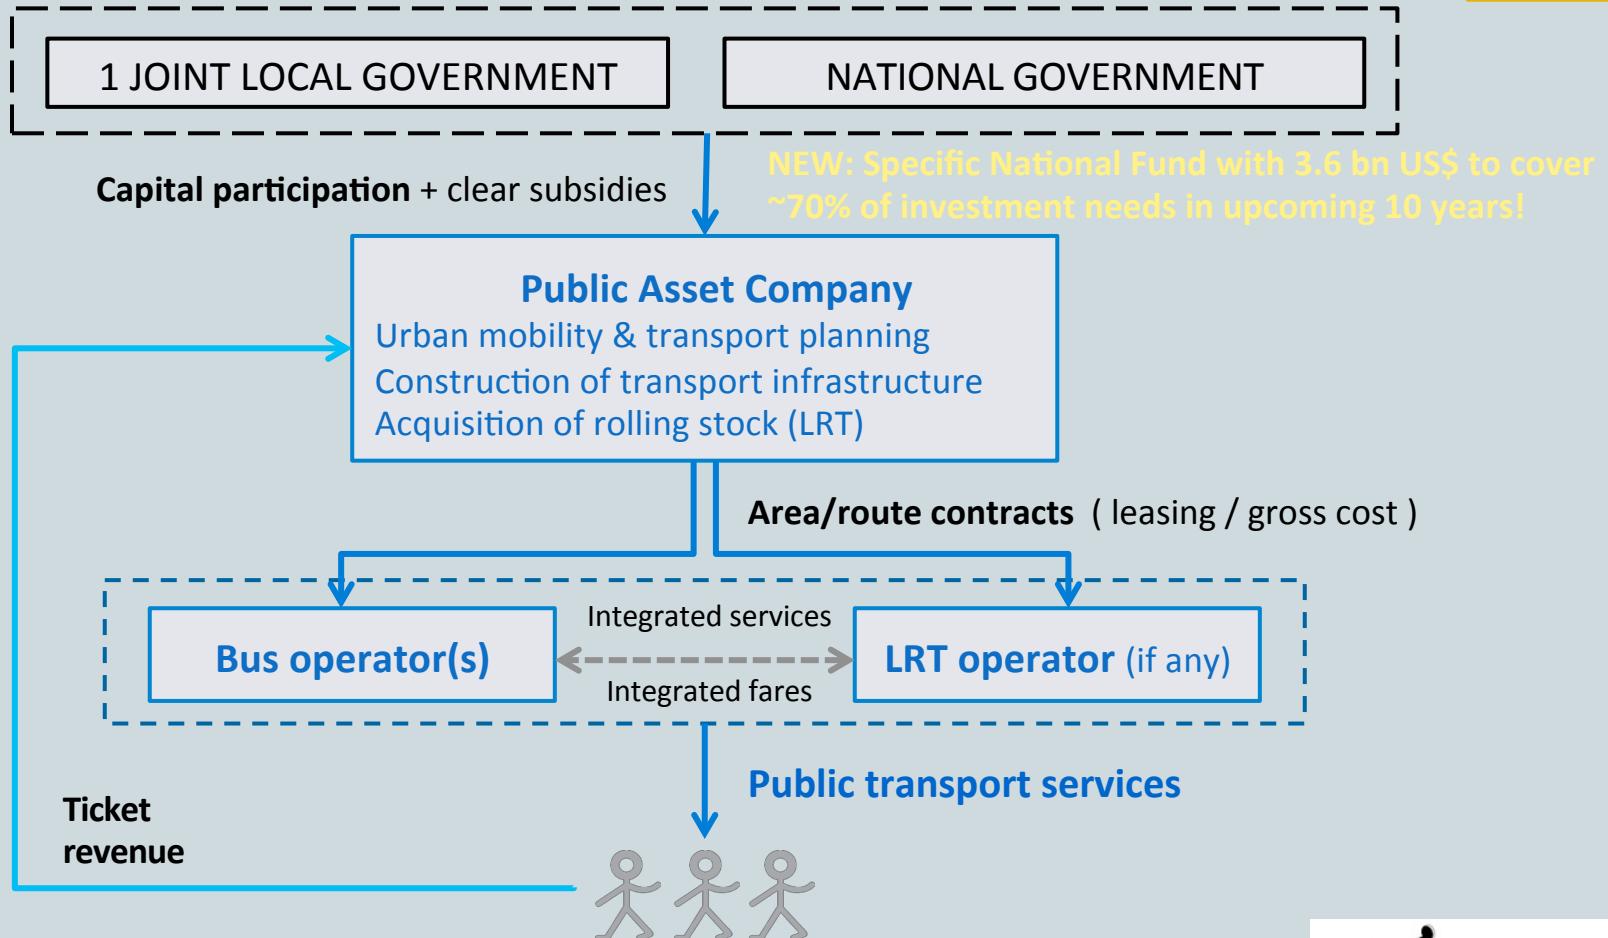 1 JOINT LOCAL GOVERNMENT
NATIONAL GOVERNMENT
NEW: Specific National Fund with 3.6 bn US$ to cover
~70% of investment needs in upcoming 10 years!
Capital participation + clear subsidies
Public Asset Company
Urban mobility & transport planning
Construction of transport infrastructure
Acquisition of rolling stock (LRT)
Area/route contracts ( leasing / gross cost )
Bus operator(s)
Integrated services
Integrated fares
LRT operator (if any)
Public transport services
Ticket
revenue